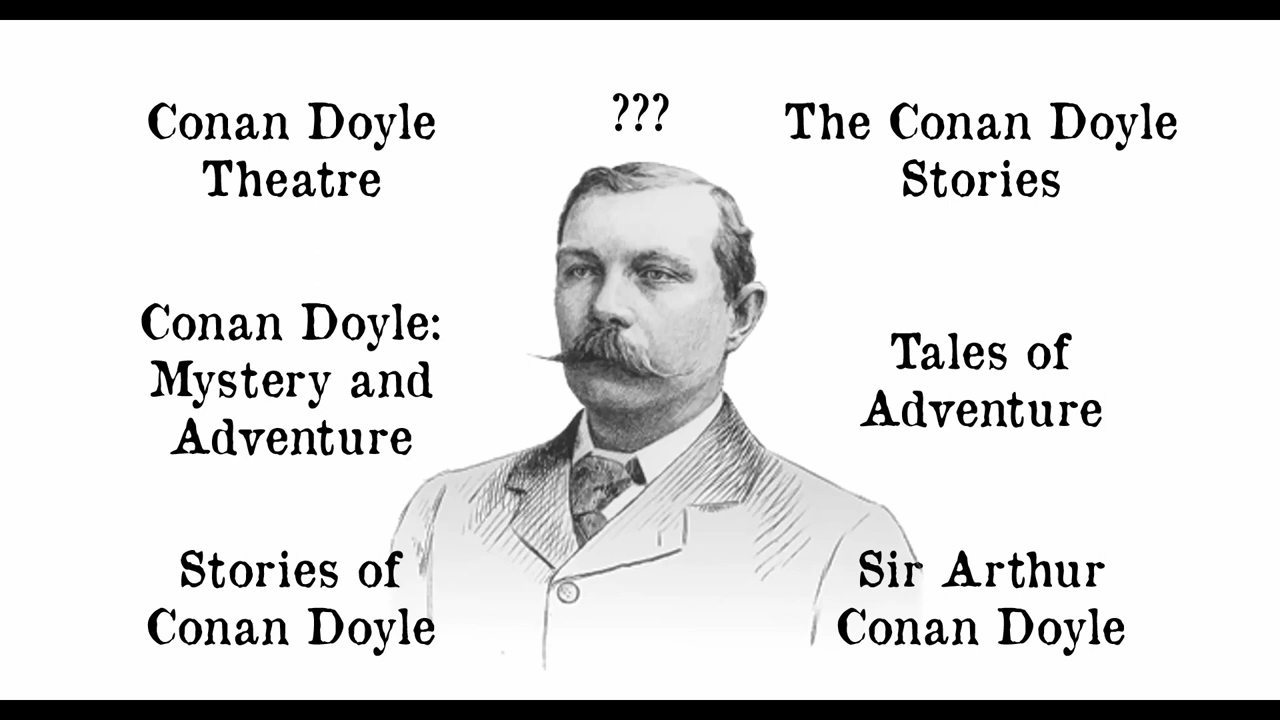 ???
Conan Doyle
Theatre
The Conan Doyle
Stories
Conan Doyle:
Mystery and
Adventure
Tales of
Adventure
Stories of
Conan Doyle
Sir Arthur
Conan Doyle